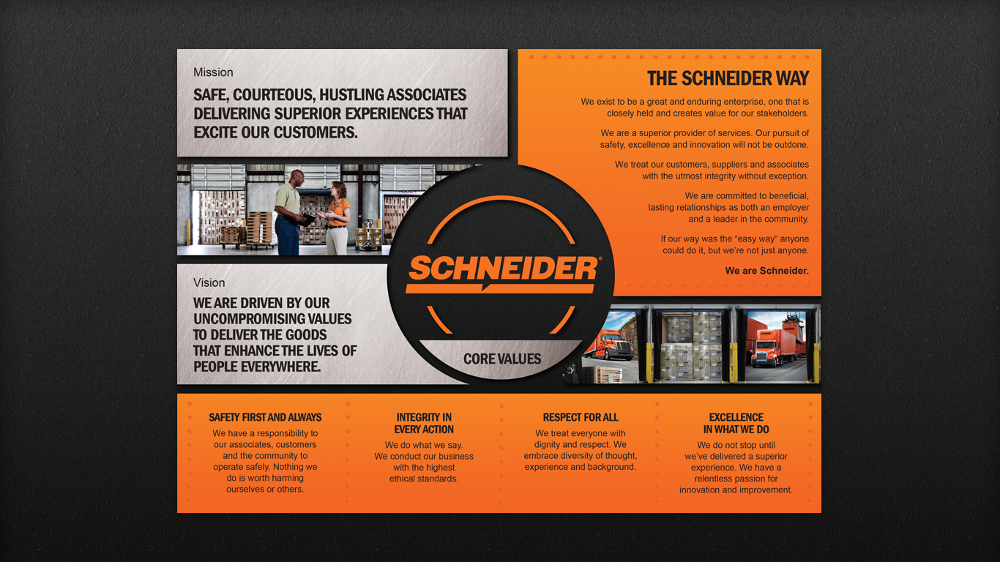 Mission
SAFE, COURTEOUS, HUSTLING ASSOCIATES
DELIVERING SUPERIOR EXPERIENCES THAT
EXCITE OUR CUSTOMERS.
THE SCHNEIDER WAY
We exist to be a great and enduring enterprise, one that is
closely held and creates value for our stakeholders.
We are a superior provider of services. Our pursuit of
safety, excellence and innovation will not be outdone.
We treat our customers, suppliers and associates
with the utmost integrity without exception.
We are committed to beneficial,
lasting relationships as both an employer
and a leader in the community.
If our way was the “easy way” anyone
could do it, but we’re not just anyone.
We are Schneider.
SCHNEIDER®
Vision
WE ARE DRIVEN BY OUR
UNCOMPROMISING VALUES
TO DELIVER THE GOODS
THAT ENHANCE THE LIVES OF
PEOPLE EVERYWHERE.
CORE VALUES
SAFETY FIRST AND ALWAYS
We have a responsibility to
our associates, customers
and the community to
operate safely. Nothing we
do is worth harming
ourselves or others.
INTEGRITY IN
EVERY ACTION
We do what we say.
We conduct our business
with the highest
ethical standards.
RESPECT FOR ALL
We treat everyone with
dignity and respect. We
embrace diversity of thought,
experience and background.
EXCELLENCE
IN WHAT WE DO
We do not stop until
we’ve delivered a superior
experience. We have a
relentless passion for
innovation and improvement.